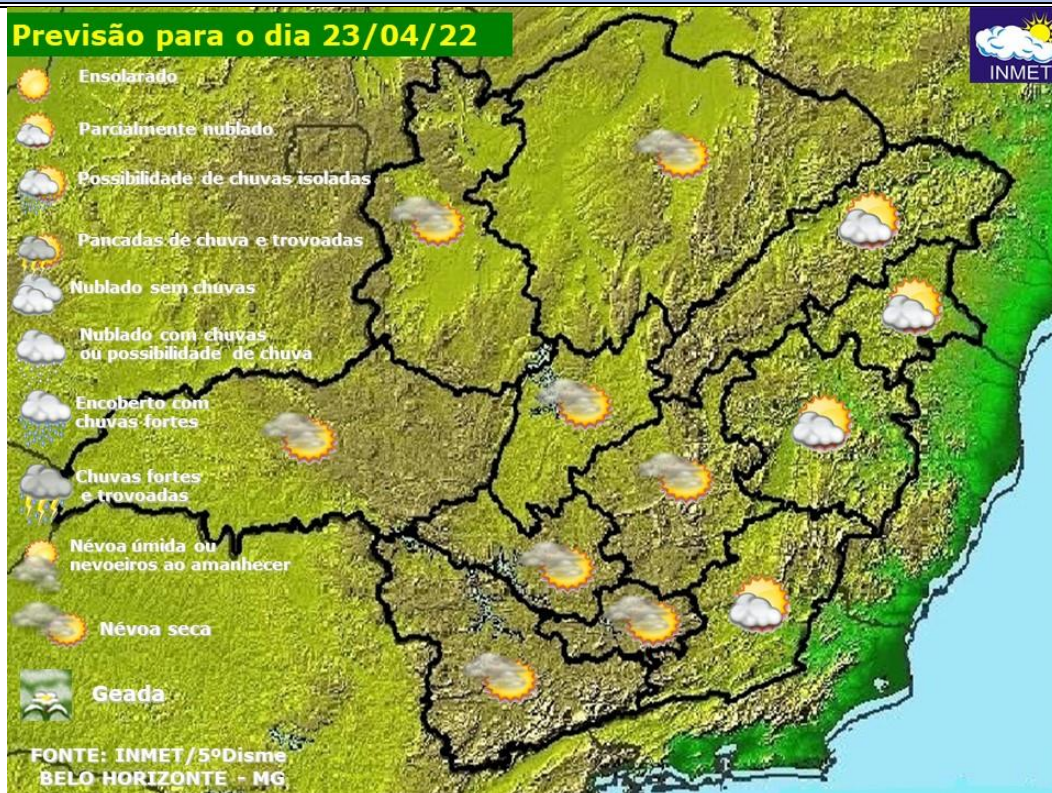 Previsão para o dia 23/04/22
INMET
Ensolarado
Parcialmente nublado
Possibilidade de chuvas isoladas
Pancadas de chuva e trovoadas
Nublado sem chuvas
Nublado com chuvas
ou possibilidade de chuva
Encoberto com
chuvas fortes
Chuvas fortes
e trovoadas
Névoa úmida ou
nevoeiros ao amanhecer
Névoa seca
Geada
FONTE: INMET/5ºDisme
BELO HORIZONTE - MG